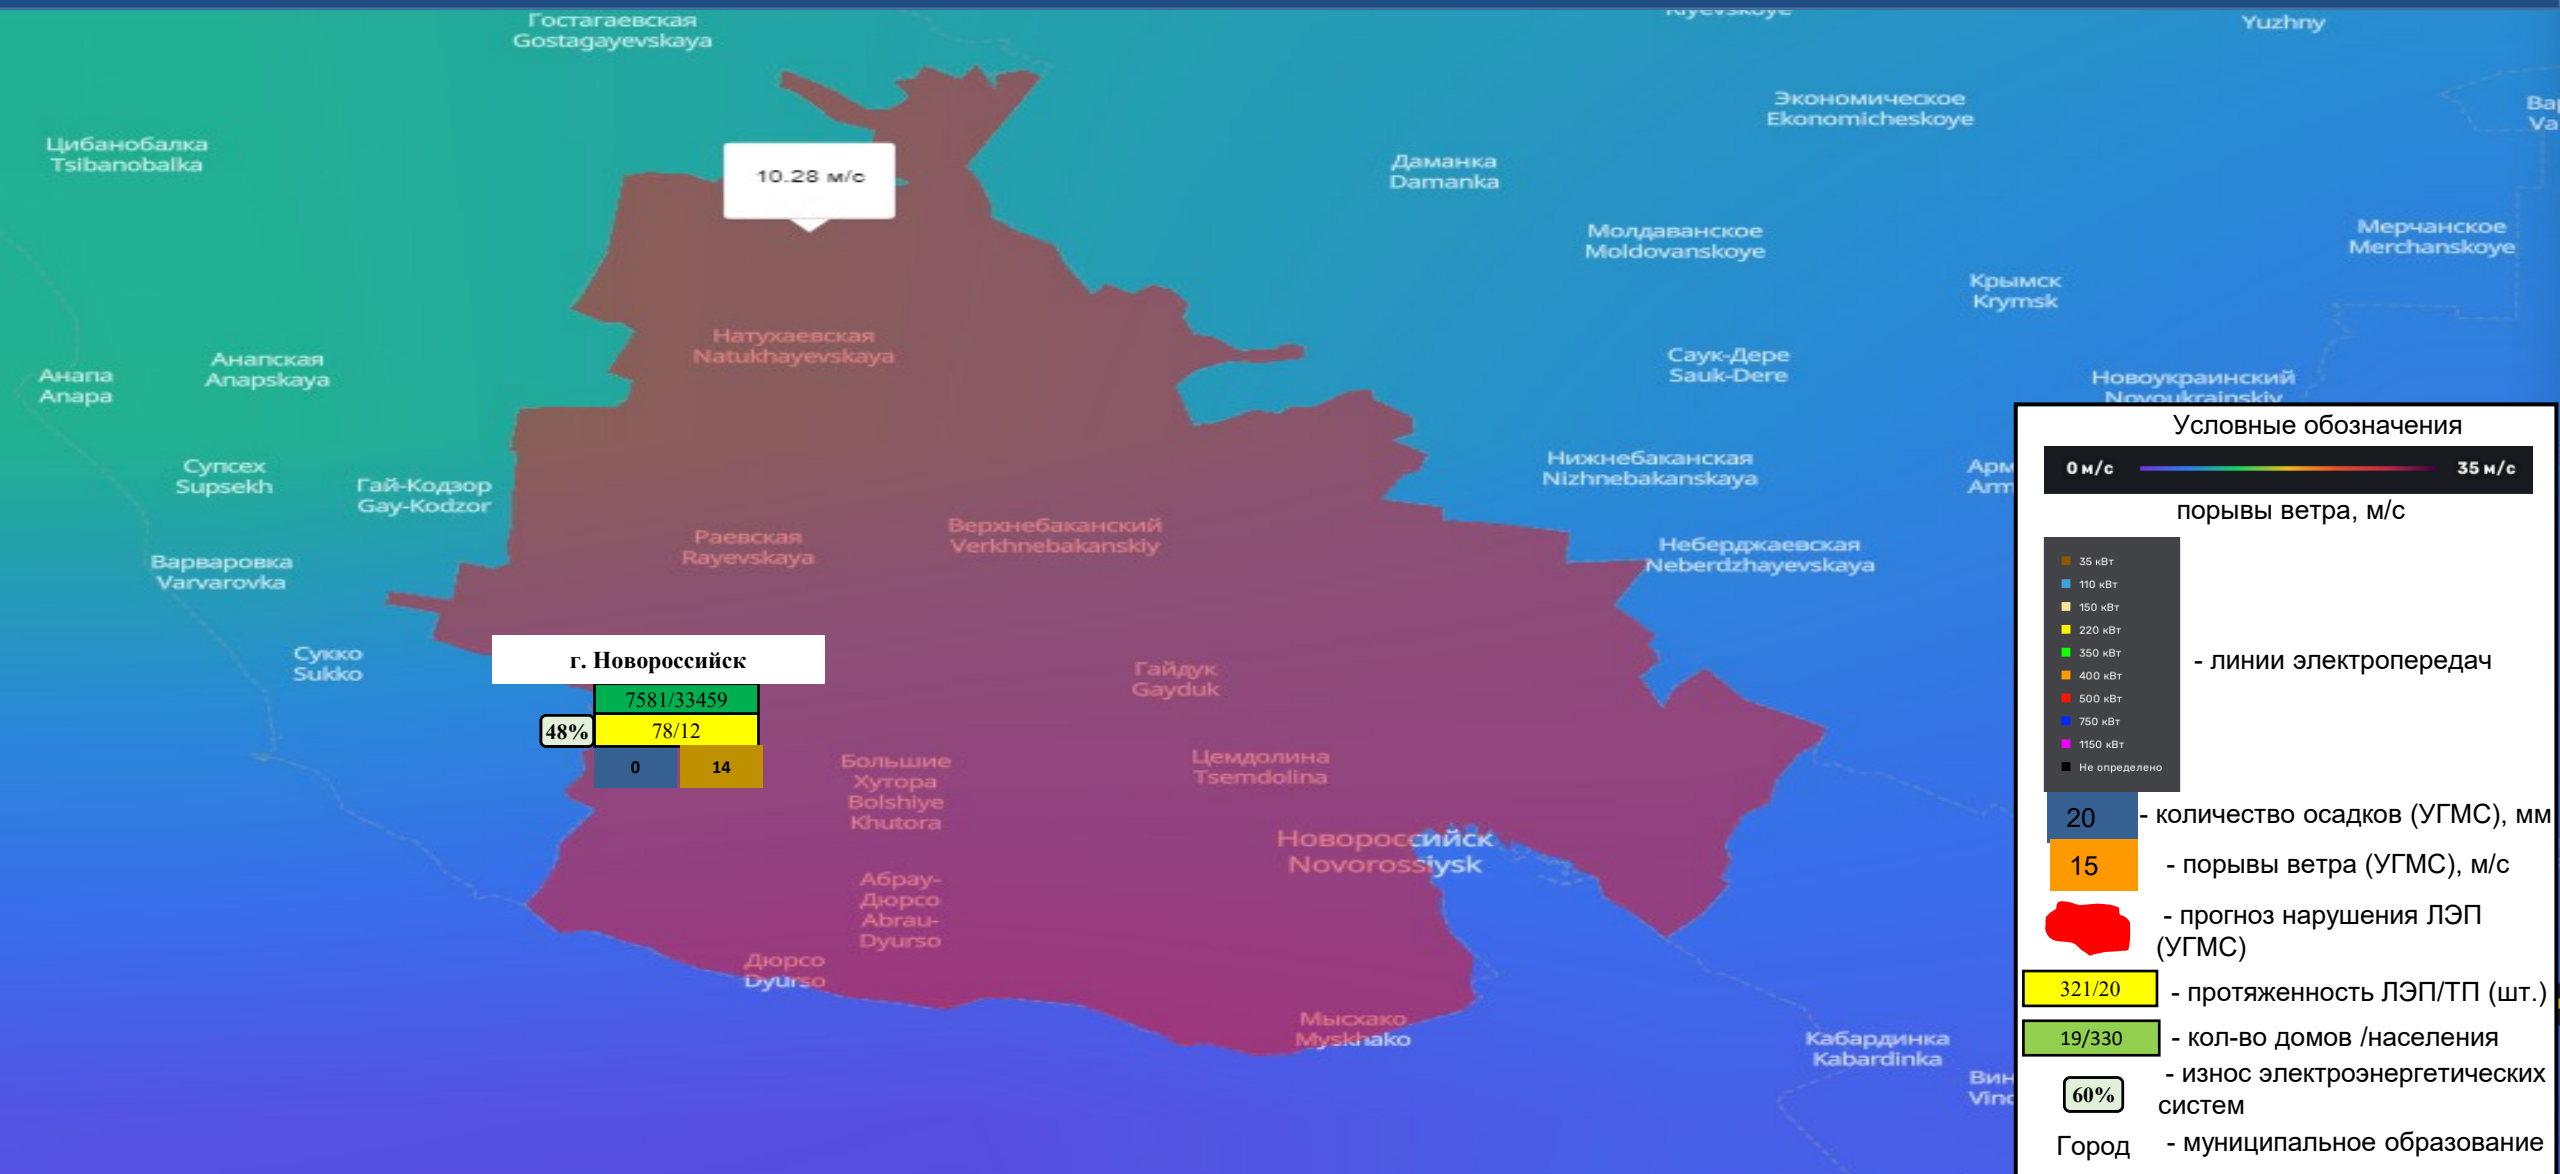 Гостагаевская
Gostagayevskaya
Kiyevskoye
Yuzhny
Экономическое
Ekonomicheskoye
Цибанобалка
Tsibanobalka
Даманка
Damanka
10.28 м/с
Молдаванское
Moldovanskoye
Мерчанское
Merchanskoye
Крымск
Krymsk
Натухаевская
Natukhayevskaya
Анапа
Anapa
Анапская
Anapskaya
Саук-Дере
Sauk-Dere
Новоукраинский
Novoukrainskiy
Супсех
Supsekh
Гай-Кодзор
Gay-Kodzor
Нижнебаканская
Nizhnebakanskaya
Раевская
Rayevskaya
Верхнебаканский
Verkhnebakanskiy
Варваровка
Varvarovka
Неберджаевская
Neberdzhayevskaya
Сукко
Sukko
г. Новороссийск
7581/33459
48%
78/12
0
14
Гайдук
Gayduk
Большие
Хутора
Bolshiye
Khutora
Цемдолина
Tsemdolina
Новороссийск
Novorossiysk
Абрау-
Дюрсо
Abrau-
Dyurso
Дюрсо
Dyurso
Мысхако
Myskhako
Кабардинка
Kabardinka
Условные обозначения
0 м/с
35 м/с
порывы ветра, м/с
35 кВт
110 кВт
150 кВт
220 кВт
350 кВт
400 кВт
500 кВт
750 кВт
1150 кВт
Не определено
- линии электропередач
20 - количество осадков (УГМС), мм
15 - порывы ветра (УГМС), м/с
- прогноз нарушения ЛЭП
(УГМС)
321/20 - протяженность ЛЭП/ТП (шт.)
19/330 - кол-во домов /населения
60% - износ электроэнергетических
систем
Город - муниципальное образование